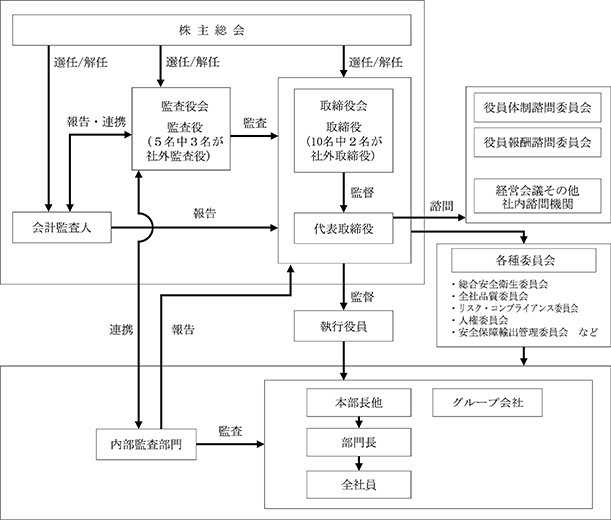 株主総会
選任/解任
選任/解任
選任/解任
監査役会
監査役
(5名中3名が
社外監査役)
報告・連携
監査
取締役会
取締役
(10名中2名が
社外取締役)
役員体制諮問委員会
役員報酬諮問委員会
経営会議その他
社内諮問機関
監督
諮問
会計監査人
報告
代表取締役
各種委員会
・総合安全衛生委員会
・全社品質委員会
・リスク・コンプライアンス委員会
・人権委員会
・安全保障輸出管理委員会 など
監督
連携
報告
執行役員
本部長他
グループ会社
内部監査部門
監査
部門長
全社員